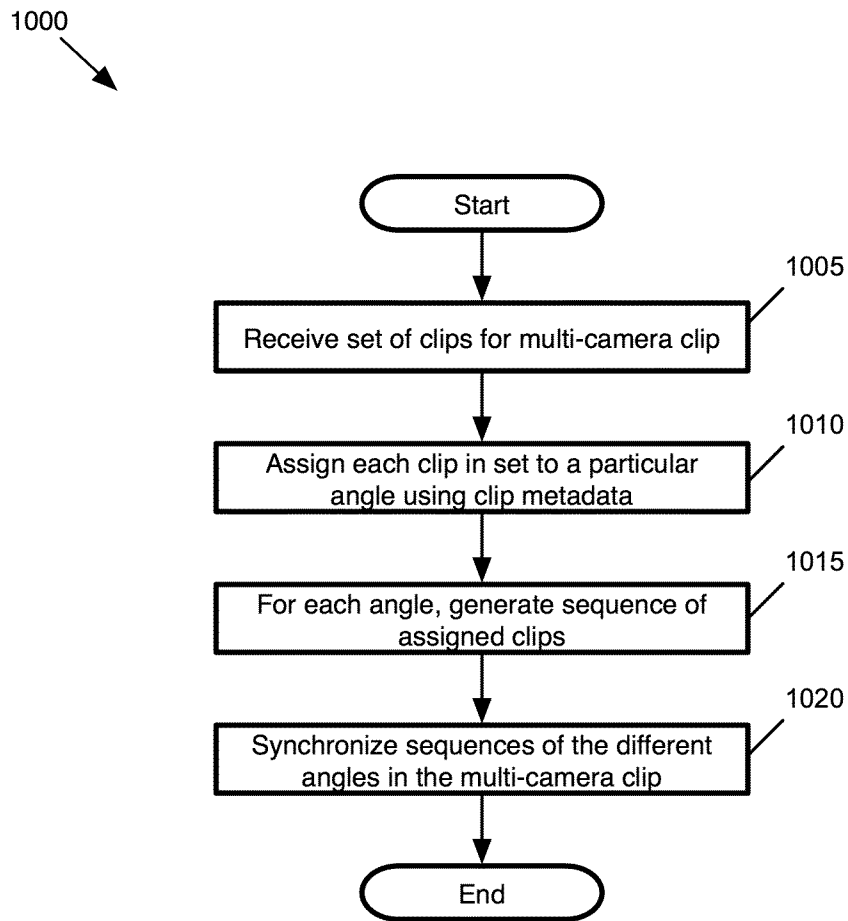 1000
Start
1005
Receive set of clips for multi-camera clip
1010
Assign each clip in set to a particular
angle using clip metadata
1015
For each angle, generate sequence of
assigned clips
1020
Synchronize sequences of the different
angles in the multi-camera clip
End